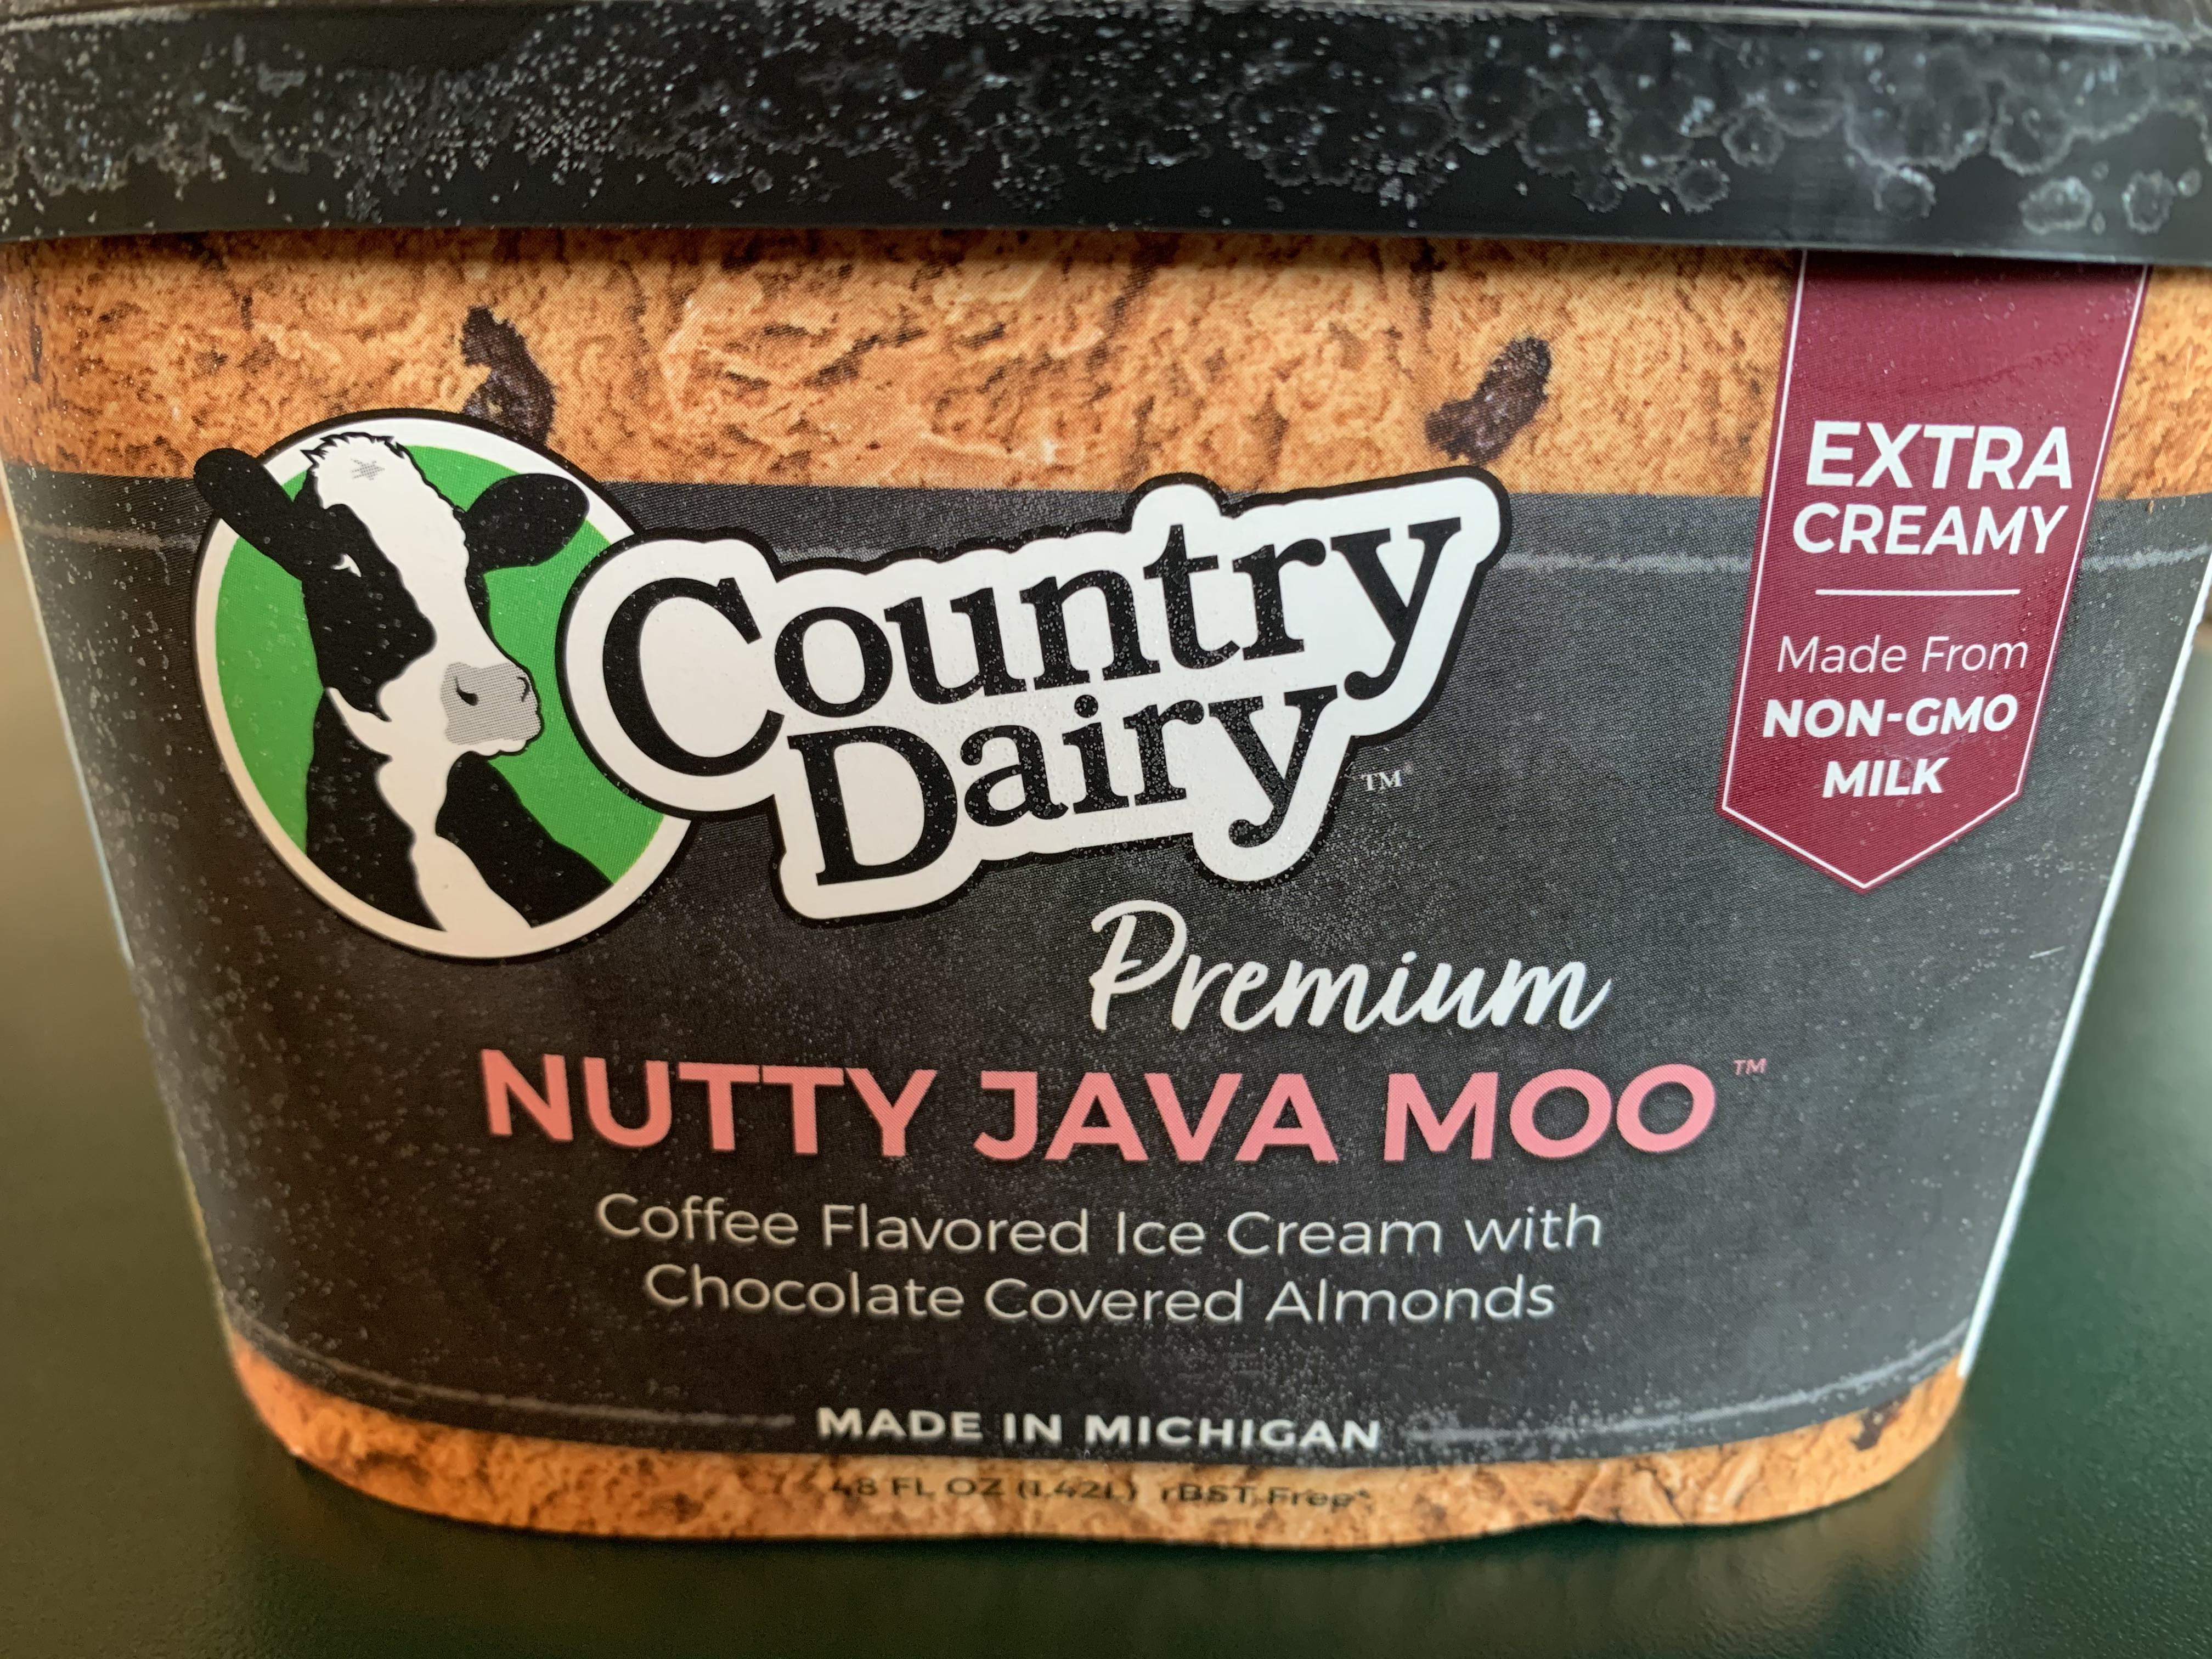 Country
Dairy
TM
EXTRA
CREAMY
Made From
NON-GMO
MILK
Premium
NUTTY JAVA MOO TM
Coffee Flavored Ice Cream with
Chocolate Covered Almonds
MADE IN MICHIGAN
48 FL OZ (1.42L) rBST Free*